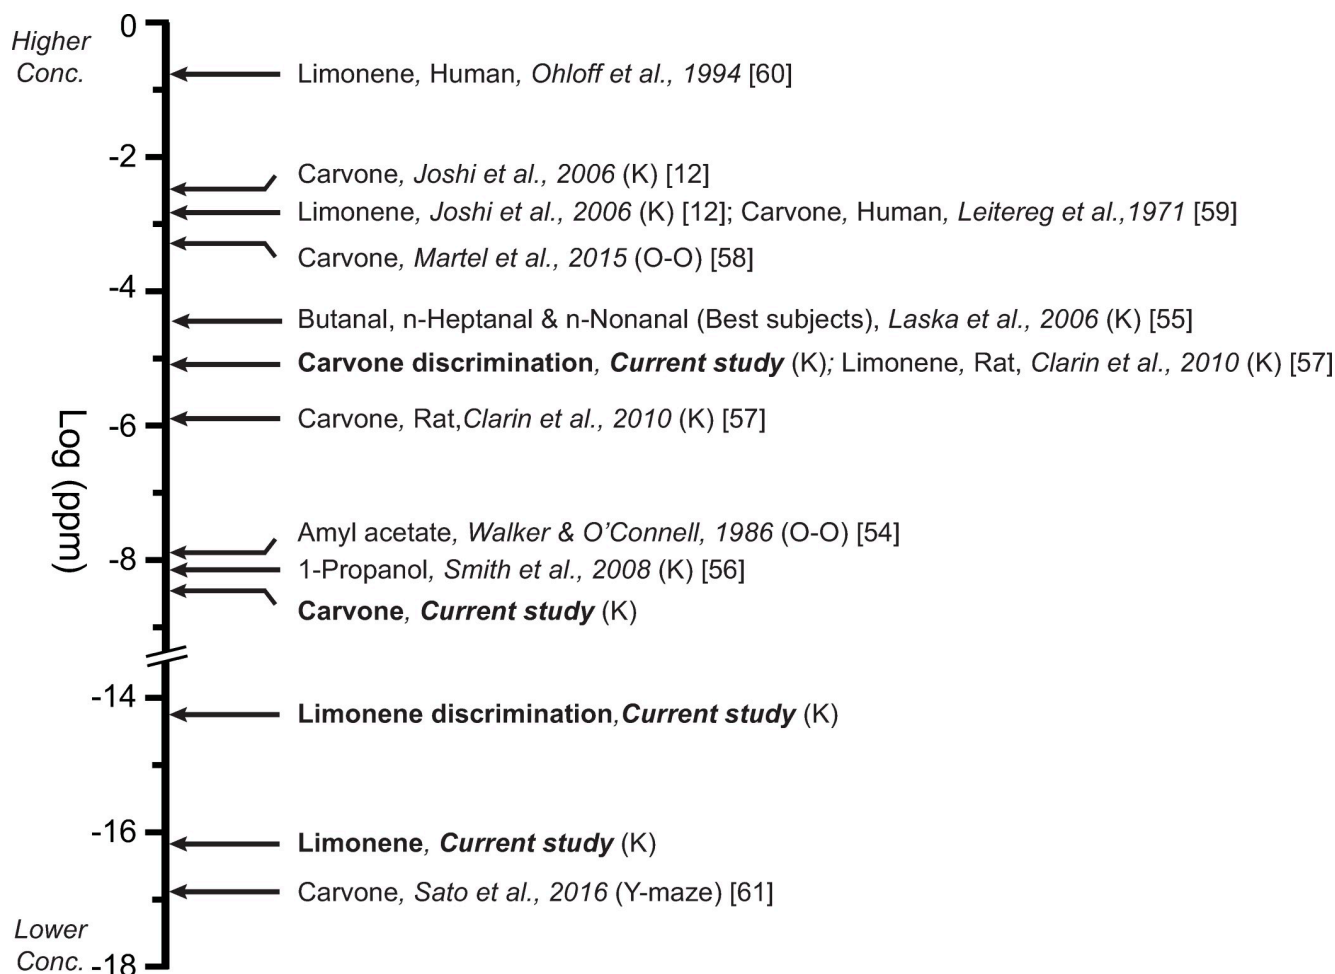 0
Higher
Conc.
Limonene, Human, Ohloff et al., 1994 [60]
-2
Carvone, Joshi et al., 2006 (K) [12]
Limonene, Joshi et al., 2006 (K) [12]; Carvone, Human, Leitereg et al.,1971 [59]
Carvone, Martel et al., 2015 (O-O) [58]
-4
Butanal, n-Heptanal & n-Nonanal (Best subjects), Laska et al., 2006 (K) [55]
Carvone discrimination, Current study (K); Limonene, Rat, Clarin et al., 2010 (K) [57]
Carvone, Rat,Clarin et al., 2010 (K) [57]
-6
Log (ppm)
Amyl acetate, Walker & O'Connell, 1986 (O-O) [54]
-8
1-Propanol, Smith et al., 2008 (K) [56]
Carvone, Current study (K)
-14
Limonene discrimination,Current study (K)
-16
Limonene, Current study (K)
Carvone, Sato et al., 2016 (Y-maze) [61]
Lower
Conc.
-18